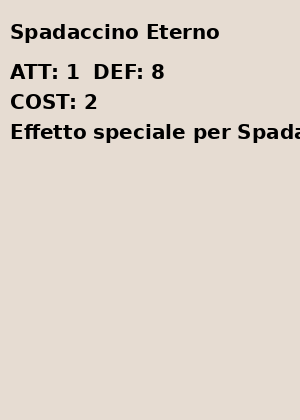 Spadaccino Eterno
ATT: 1 DEF: 8
COST: 2
Effetto speciale per Spada